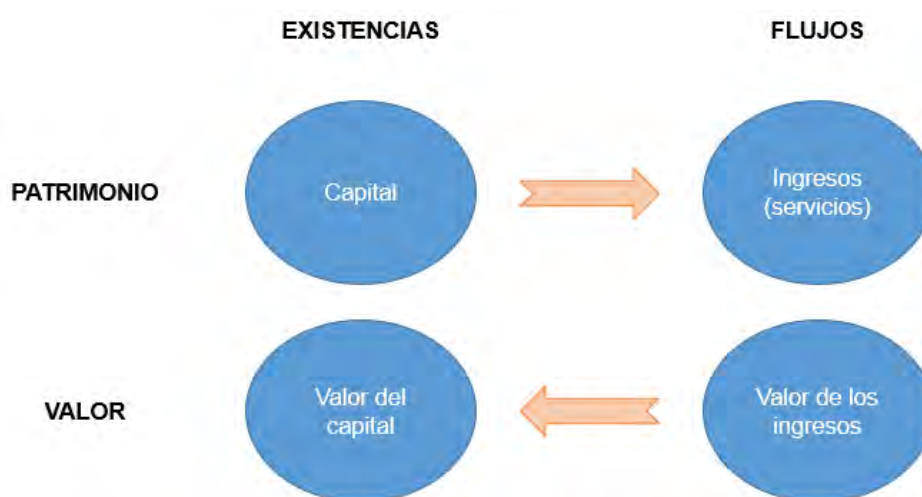 EXISTENCIAS
FLUJOS
PATRIMONIO
Capital
Ingresos
(servicios)
VALOR
Valor del
capital
Valor de los
ingresos